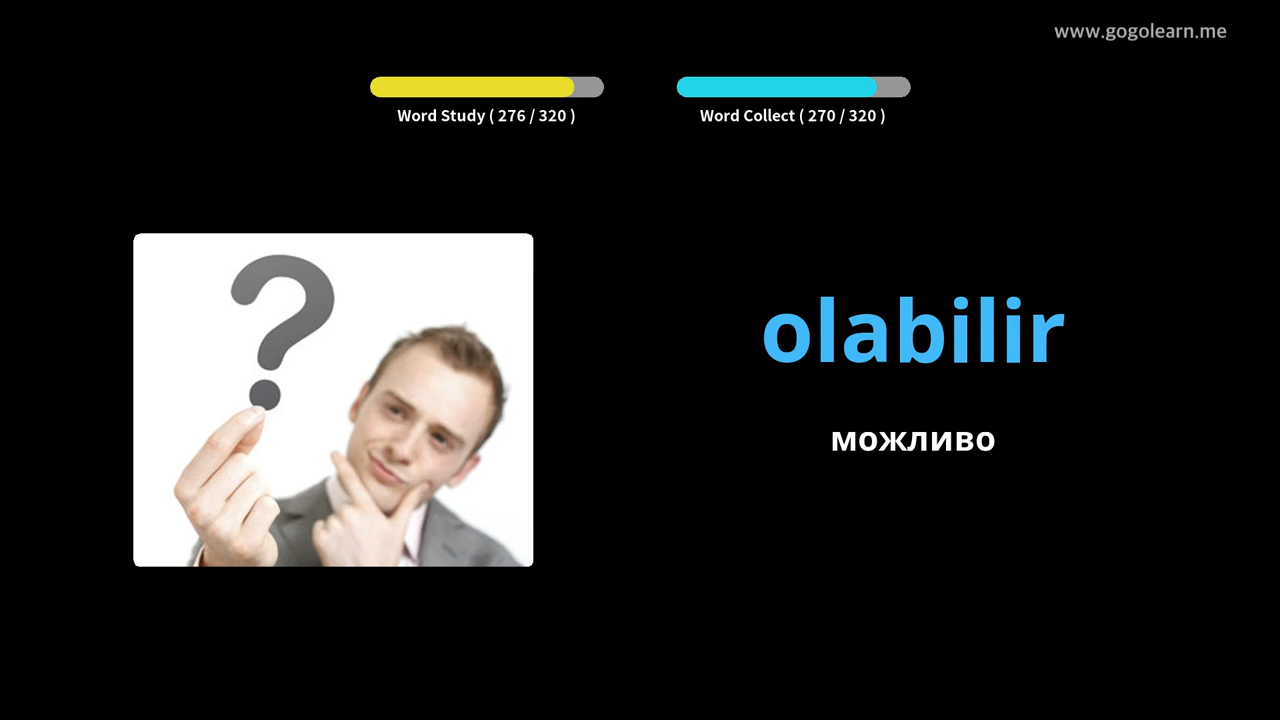 www.gogolearn.me
Word Study ( 276 / 320 )
Word Collect ( 270 / 320 )
?
olabilir
можливо